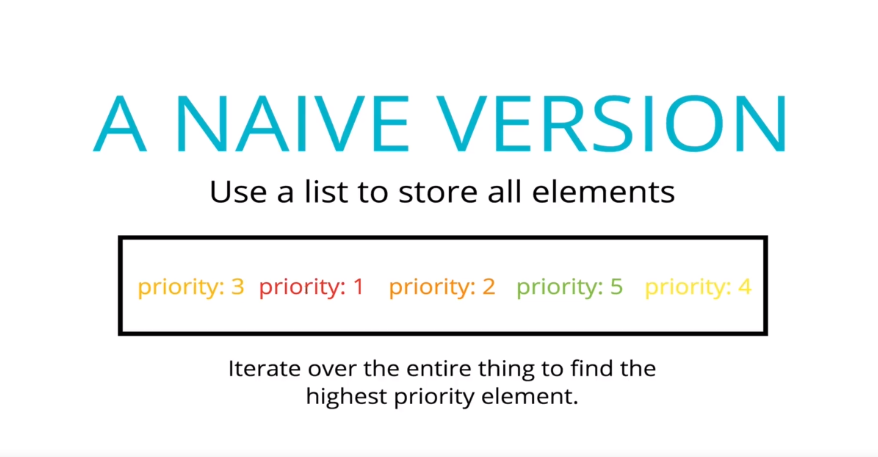 A NAIVE VERSION
Use a list to store all elements
priority: 3 priority: 1 priority: 2 priority: 5 priority: 4
Iterate over the entire thing to find the
highest priority element.